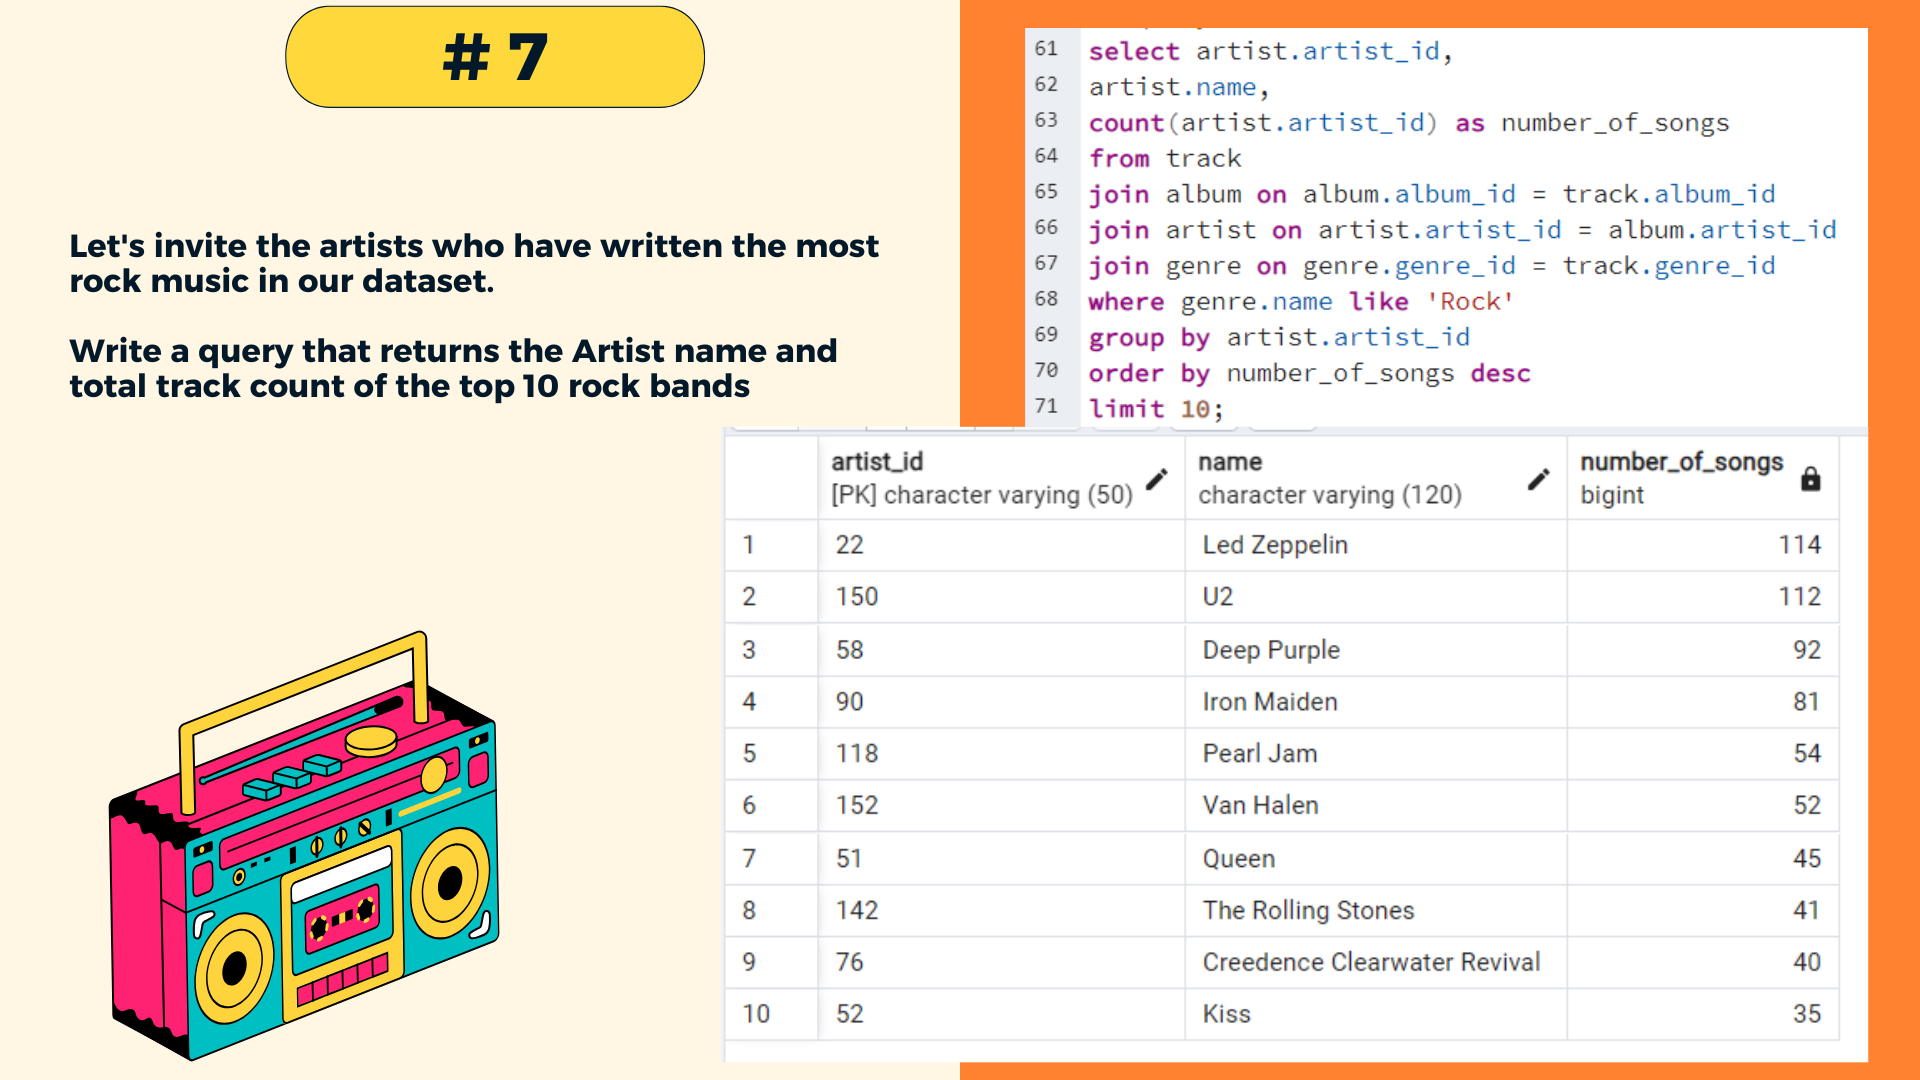 # 7
Let's invite the artists who have written the most
rock music in our dataset.
Write a query that returns the Artist name and
total track count of the top 10 rock bands
61 select artist.artist_id,
62 artist.name,
63 count(artist.artist_id) as number_of_songs
64 from track
65 join album on album.album_id = track.album_id
66 join artist on artist.artist_id = album.artist_id
67 join genre on genre.genre_id = track.genre_id
68 where genre.name like 'Rock'
69 group by artist.artist_id
70 order by number_of_songs desc
71 limit 10;
artist_id name number_of_songs
[PK] character varying (50) character varying (120) bigint
1 22 Led Zeppelin 114
2 150 U2 112
3 58 Deep Purple 92
4 90 Iron Maiden 81
5 118 Pearl Jam 54
6 152 Van Halen 52
7 51 Queen 45
8 142 The Rolling Stones 41
9 76 Creedence Clearwater Revival 40
10 52 Kiss 35